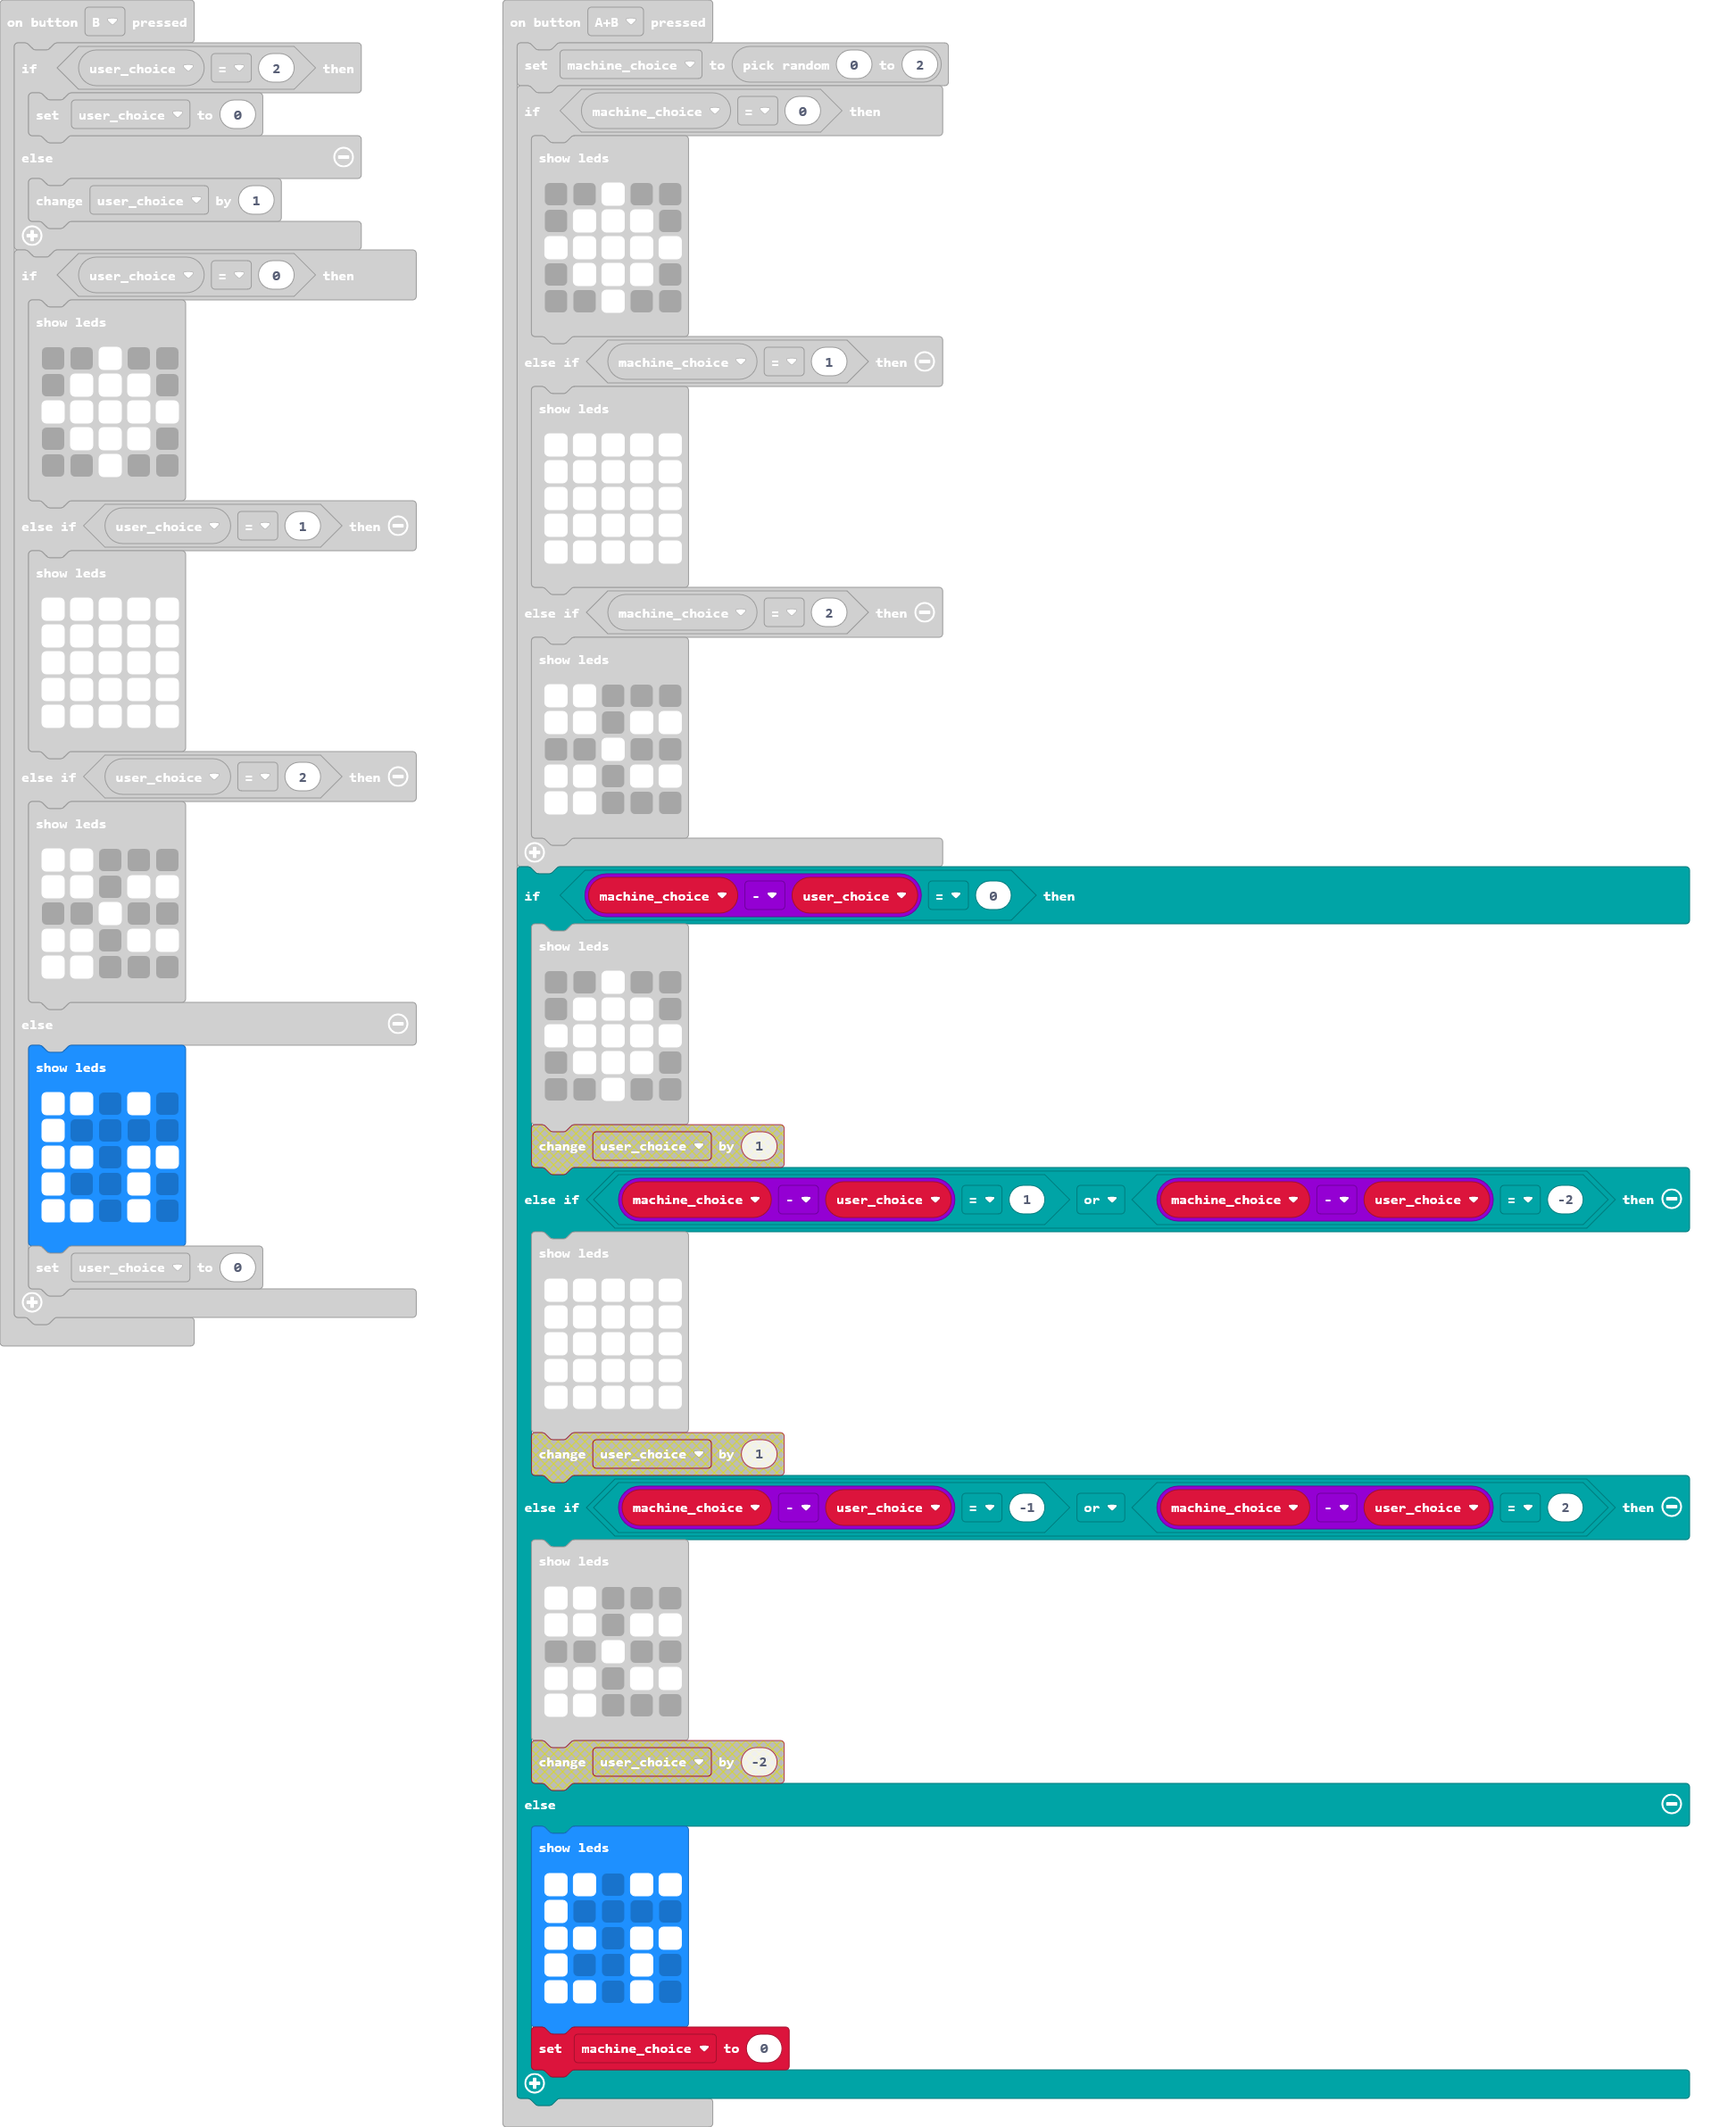 on button B pressed
if user_choice = 2 then
set user_choice to 0
else
change user_choice by 1
if user_choice = 0 then
show leds
else if user_choice = 1 then
show leds
else if user_choice = 2 then
show leds
else
show leds
set user_choice to 0
on button A+B pressed
set machine_choice to pick random 0 to 2
if machine_choice = 0 then
show leds
else if machine_choice = 1 then
show leds
else if machine_choice = 2 then
show leds
if machine_choice - user_choice = 0 then
show leds
change user_choice by 1
else if machine_choice - user_choice = 1 or machine_choice - user_choice = -2 then
show leds
change user_choice by 1
else if machine_choice - user_choice = -1 or machine_choice - user_choice = 2 then
show leds
change user_choice by -2
else
show leds
set machine_choice to 0